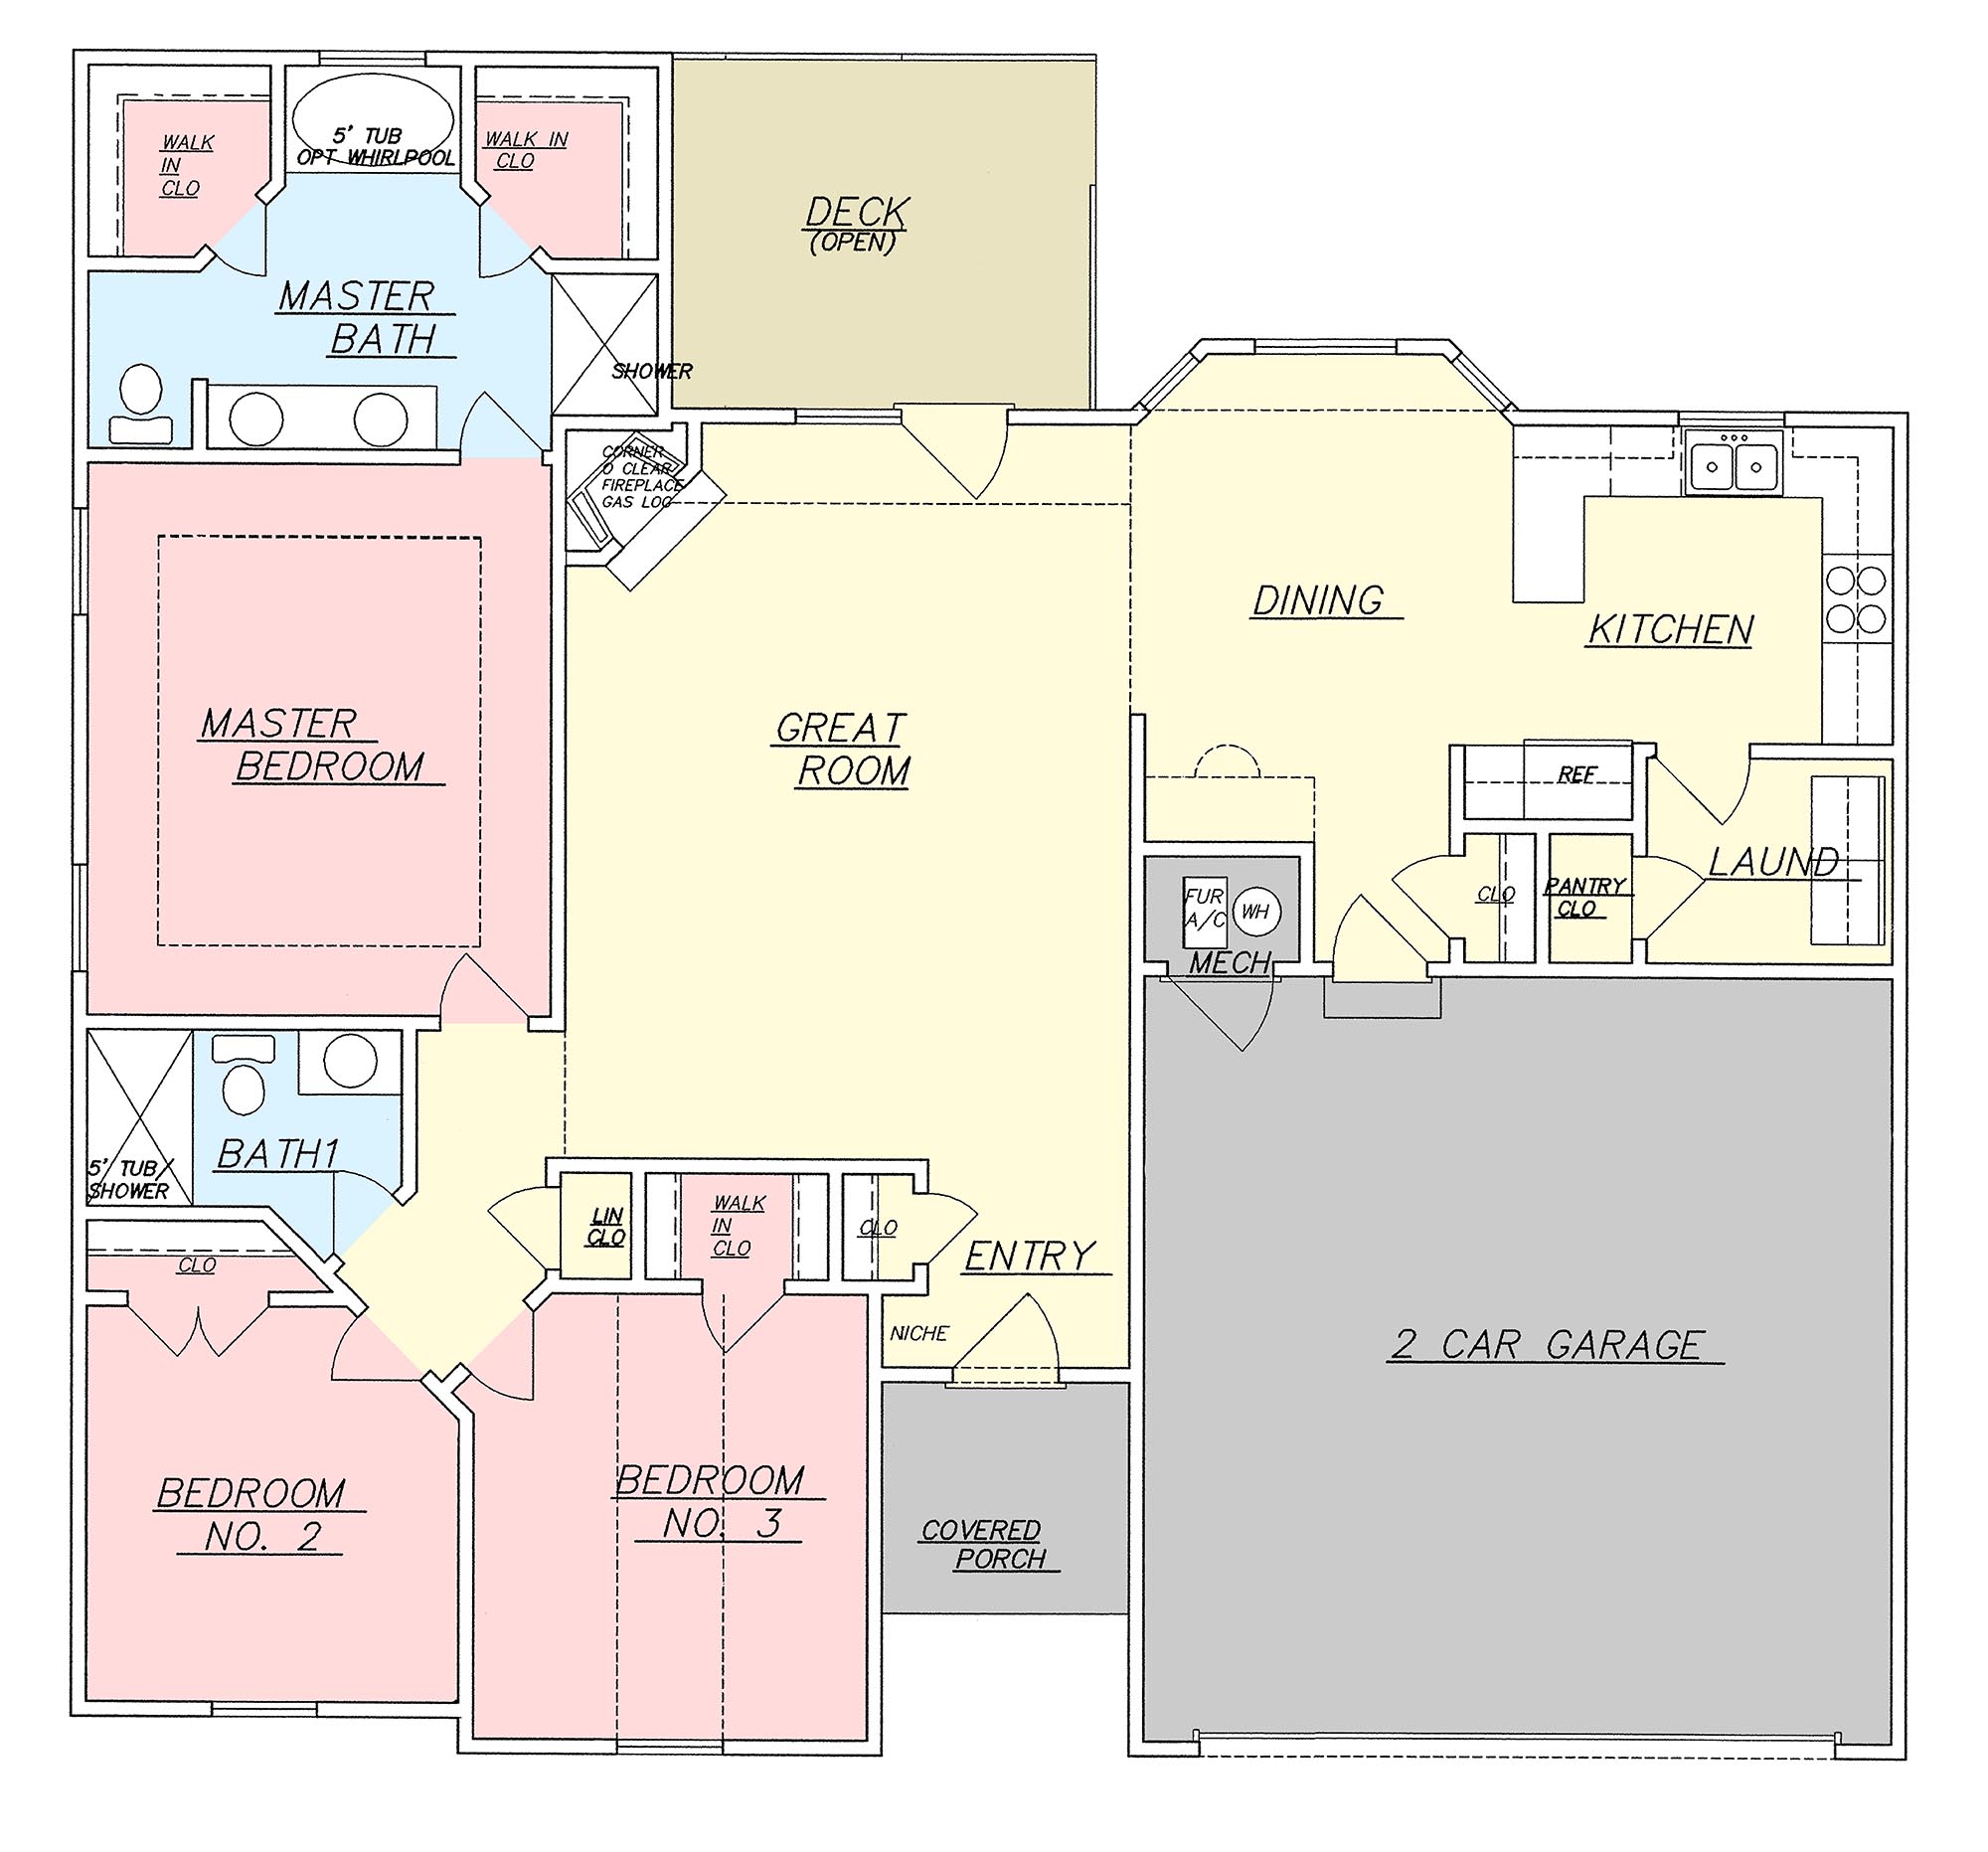 WALK
IN
CLO
5' TUB
OPT WHIRLPOOL
WALK IN
CLO
DECK
(OPEN)
MASTER
BATH
SHOWER
CORNER
O CLEAR
FIREPLACE
GAS LOG
DINING
KITCHEN
MASTER
BEDROOM
GREAT
ROOM
REF
LAUND
CLO
PANTRY
CLO
FUR
A/C
WH
MECH
BATH1
5' TUB/
SHOWER
CLO
LIN
CLO
WALK
IN
CLO
CLO
ENTRY
NICHE
2 CAR GARAGE
BEDROOM
NO. 2
BEDROOM
NO. 3
COVERED
PORCH